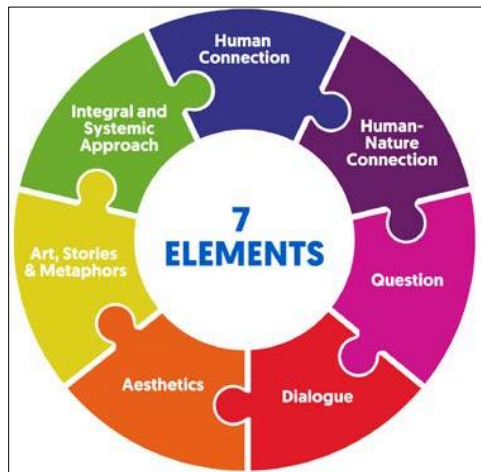 Human
Connection
Human-
Nature
Connection
Question
Dialogue
Aesthetics
Art, Stories
& Metaphors
Integral and
Systemic
Approach
7
ELEMENTS